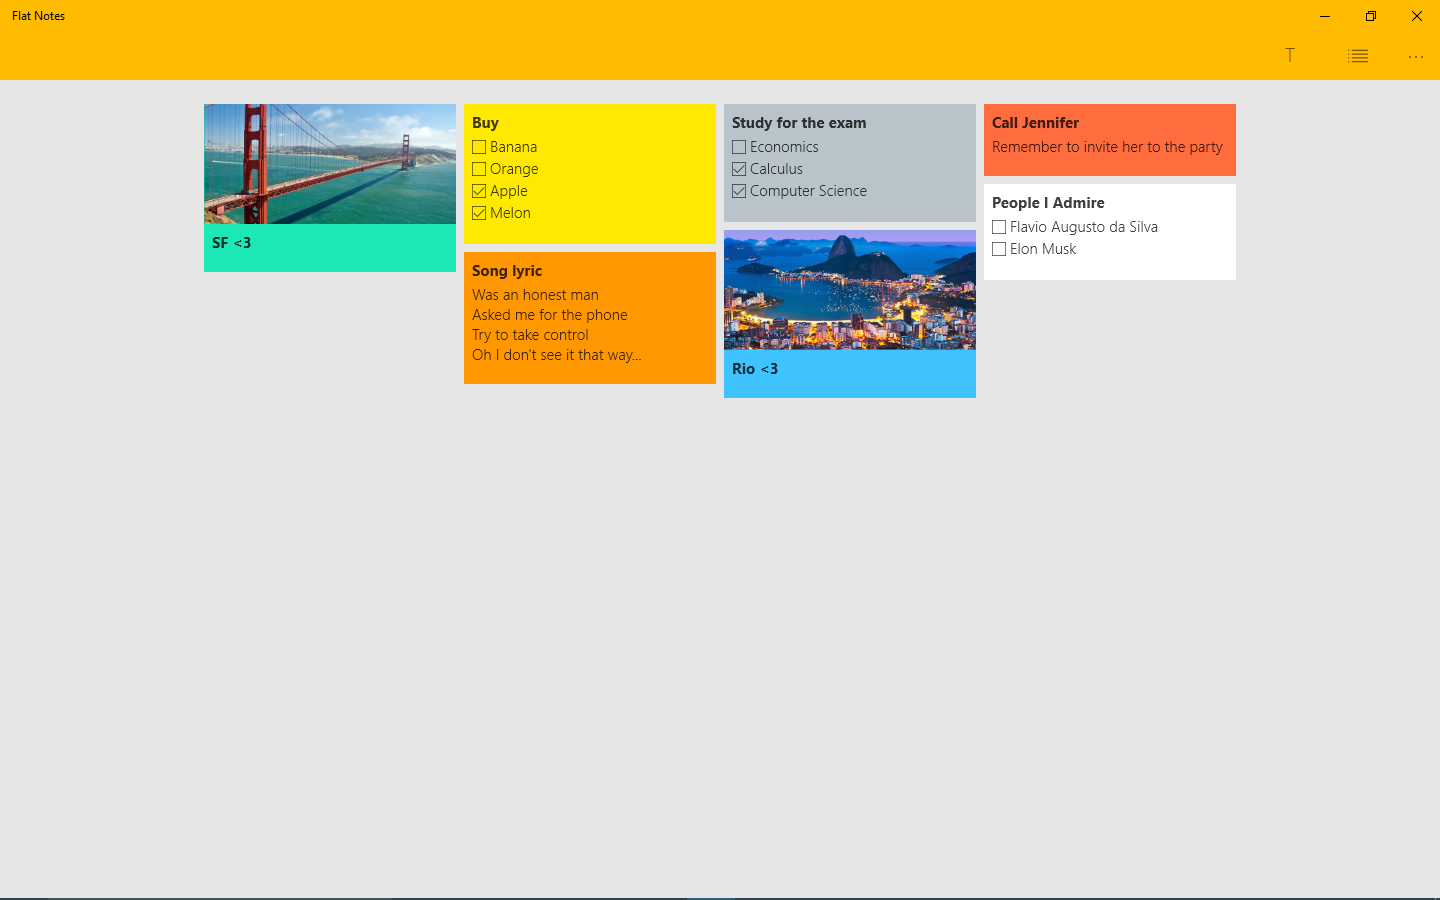 Flat Notes
T
SF <3
Buy
Banana
Orange
Apple
Melon
Song lyric
Was an honest man
Asked me for the phone
Try to take control
Oh I don't see it that way...
Study for the exam
Economics
Calculus
Computer Science
Rio <3
Call Jennifer
Remember to invite her to the party
People I Admire
Flavio Augusto da Silva
Elon Musk